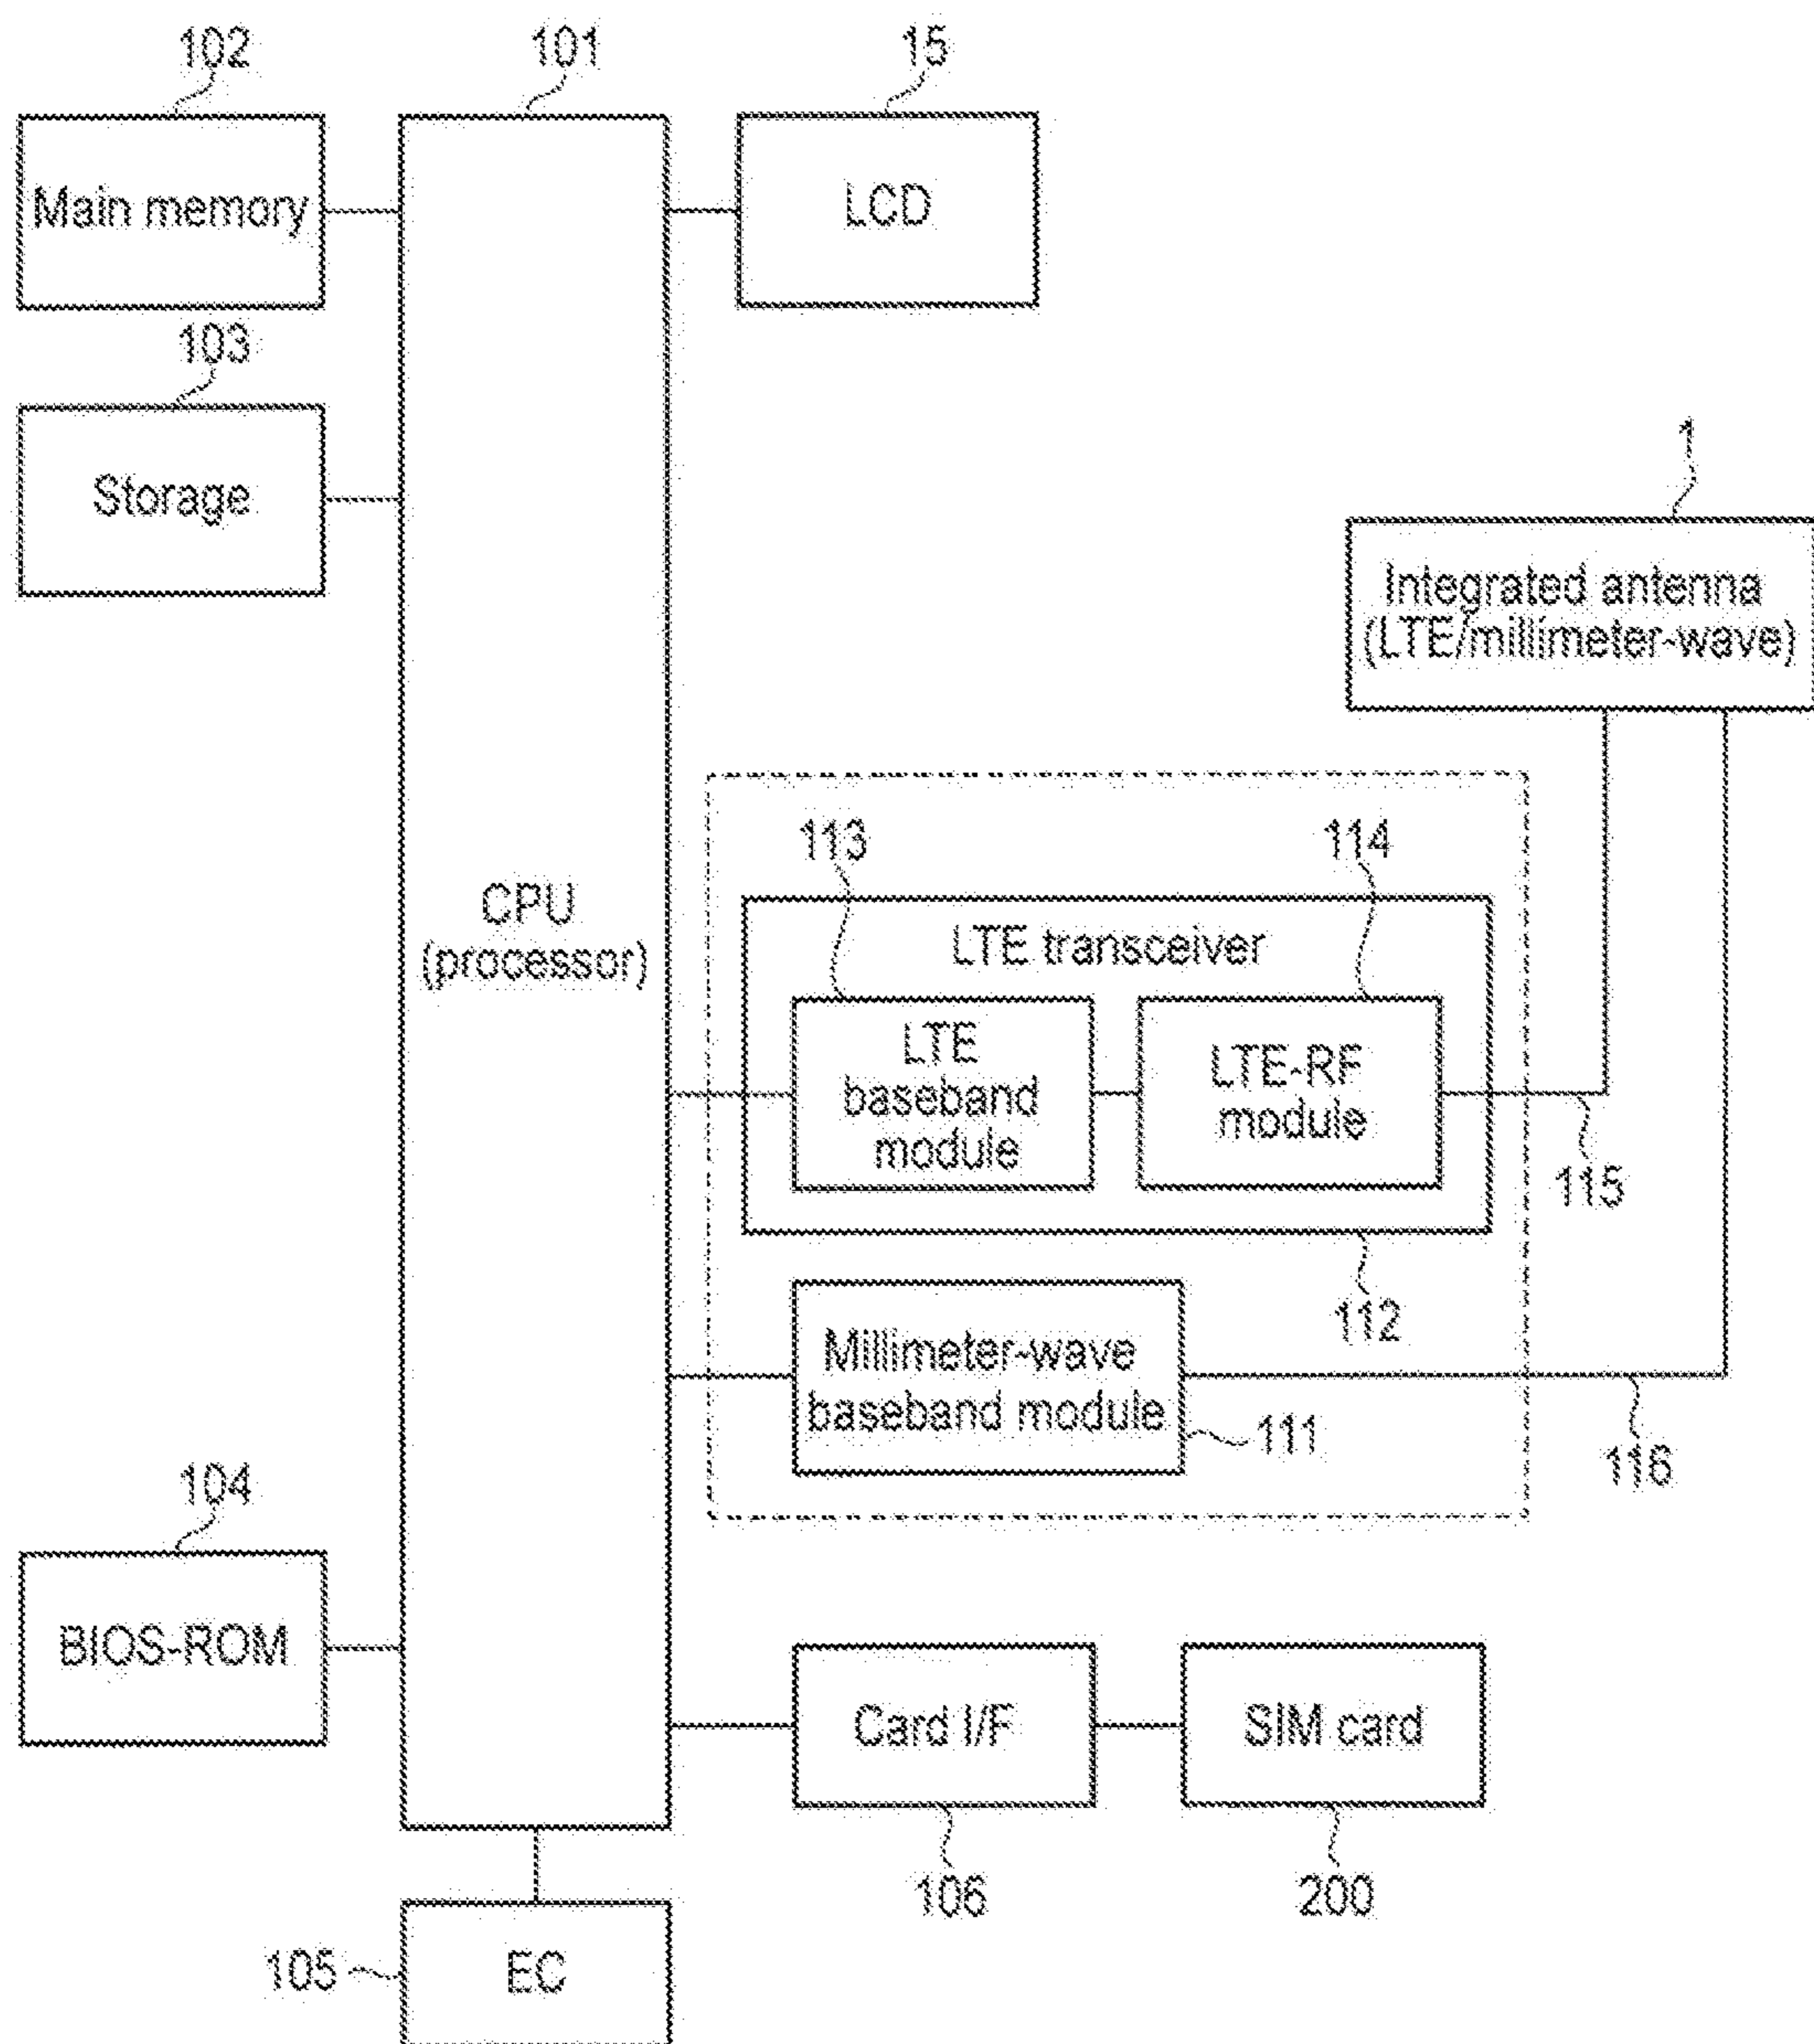 102
101
15
Main memory
LCD
103
Storage
1
Integrated antenna
(LTE/millimeter-wave)
113
114
CPU
(processor)
LTE transceiver
LTE
baseband
module
LTE-RF
module
115
112
Millimeter-wave
baseband module
111
116
104
BIOS-ROM
Card I/F
SIM card
106
200
105
EC